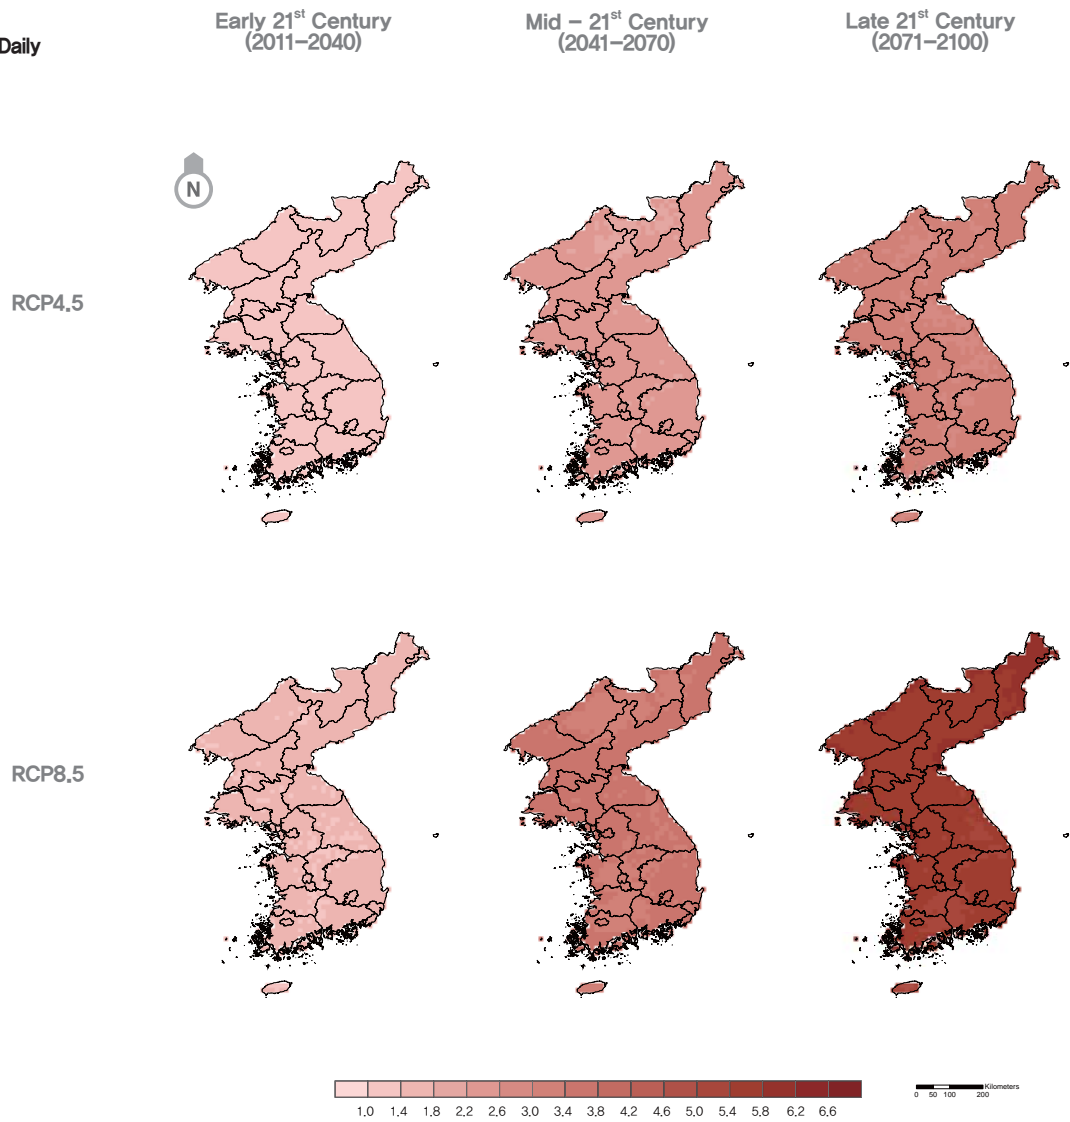 Early 21st Century
(2011–2040)
Mid – 21st Century
(2041–2070)
Late 21st Century
(2071–2100)
Daily
N
RCP4.5
RCP8.5
1.0 1.4 1.8 2.2 2.6 3.0 3.4 3.8 4.2 4.6 5.0 5.4 5.8 6.2 6.6
Kilometers
0 50 100 200